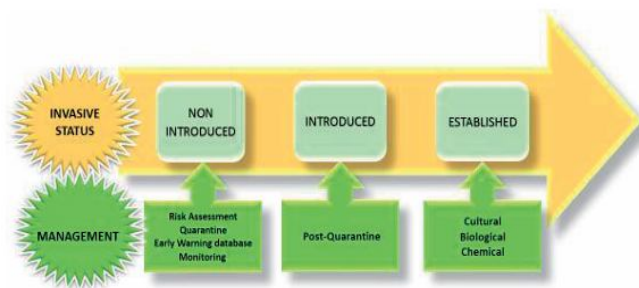 INVASIVE
STATUS
NON
INTRODUCED
INTRODUCED
ESTABLISHED
MANAGEMENT
Risk Assessment
Quarantine
Early Warning database
Monitoring
Post-Quarantine
Cultural
Biological
Chemical